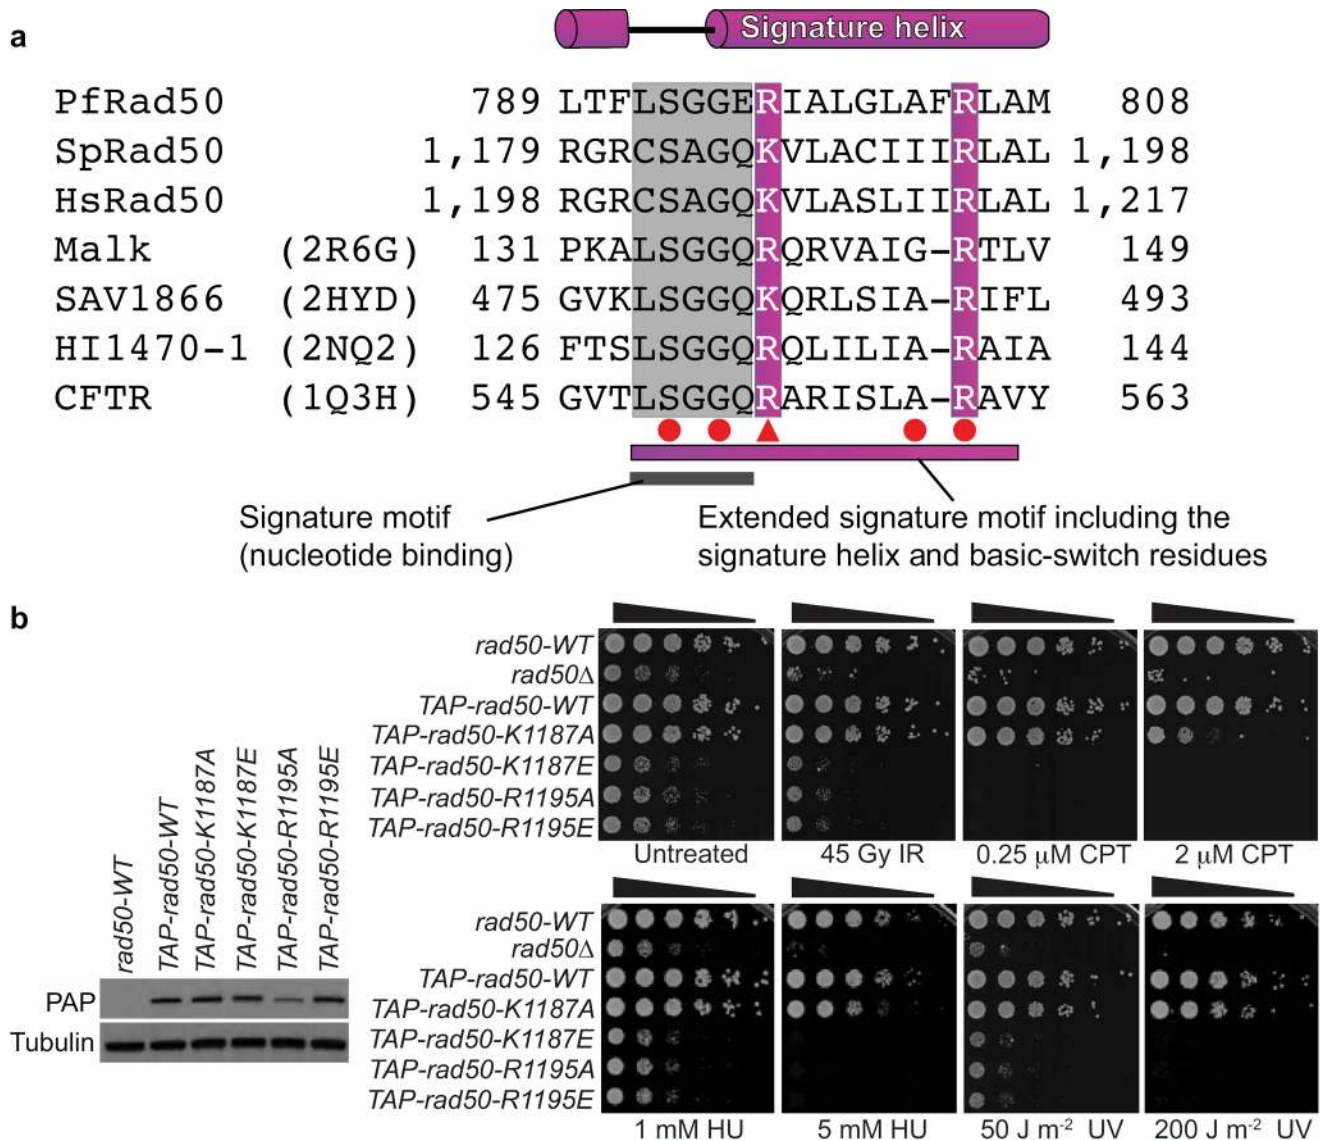 a
Signature helix
PfRad50 789 LTFLSGGERIALGLAFRLAM 808
SpRad50 1,179 RGRCSAGQKVLACIIIRLAL 1,198
HsRad50 1,198 RGRCSAGQKVLASLIIRLAL 1,217
Malk (2R6G) 131 PKALSGGQRQRVAIG-RTLV 149
SAV1866 (2HYD) 475 GVKLSGGQKQRLSIA-RIFL 493
HI1470-1 (2NQ2) 126 FTSLSGGQRQLILIA-RAIA 144
CFTR (1Q3H) 545 GVTLSGGQRARISLA-RAVY 563
Signature motif
(nucleotide binding)
Extended signature motif including the
signature helix and basic-switch residues
b
rad50-WT
TAP-rad50-WT
TAP-rad50-K1187A
TAP-rad50-K1187E
TAP-rad50-R1195A
TAP-rad50-R1195E
PAP
Tubulin
rad50-WT
rad50Δ
TAP-rad50-WT
TAP-rad50-K1187A
TAP-rad50-K1187E
TAP-rad50-R1195A
TAP-rad50-R1195E
Untreated 45 Gy IR 0.25 μM CPT 2 μM CPT
rad50-WT
rad50Δ
TAP-rad50-WT
TAP-rad50-K1187A
TAP-rad50-K1187E
TAP-rad50-R1195A
TAP-rad50-R1195E
1 mM HU 5 mM HU 50 J m⁻² UV 200 J m⁻² UV